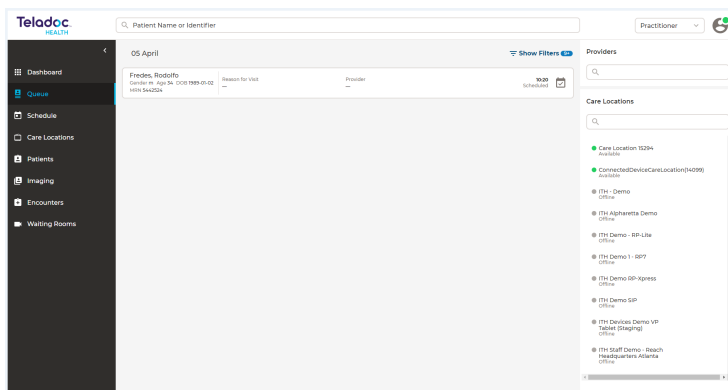 Teladoc
HEALTH
Patient Name or Identifier
Practitioner
Dashboard
Queue
Schedule
Care Locations
Patients
Imaging
Encounters
Waiting Rooms
05 April
Show Filters 9+
Fredes, Rodolfo
Gender m Age 34 DOB 1989-01-02
MRN 5442524
Reason for Visit
—
Provider
—
10:20
Scheduled
Providers
Care Locations
Care Location 15294
Available
ConnectedDeviceCareLocation(14099)
Available
ITH - Demo
Offline
ITH Alpharetta Demo
Offline
ITH Demo - RP-Lite
Offline
ITH Demo 1 - RP7
Offline
ITH Demo RP-Xpress
Offline
ITH Demo SIP
Offline
ITH Devices Demo VP
Tablet (Staging)
Offline
ITH Staff Demo - Reach
Headquarters Atlanta
Offline